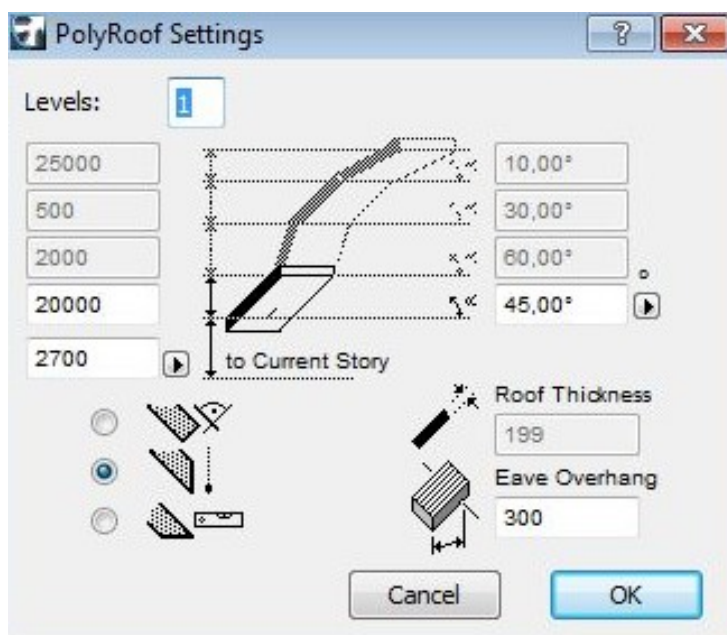 PolyRoof Settings
Levels: 1
25000 10,00°
500 30,00°
2000 60,00°
20000 45,00°
2700 to Current Story
Roof Thickness
199
Eave Overhang
300
Cancel OK